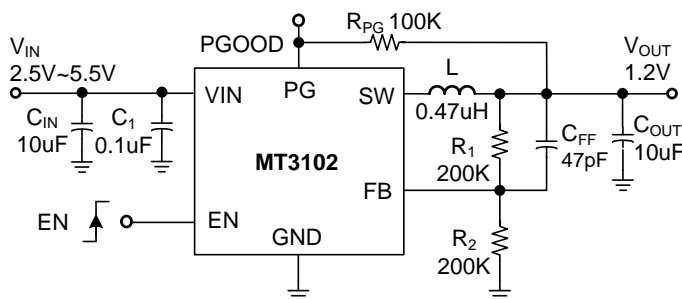 R_PG 100K
PGOOD
V_IN
2.5V~5.5V
V_OUT
1.2V
VIN
PG
SW
L
0.47uH
C_IN
10uF
C_1
0.1uF
MT3102
R_1
200K
C_FF
47pF
C_OUT
10uF
FB
EN
EN
GND
R_2
200K